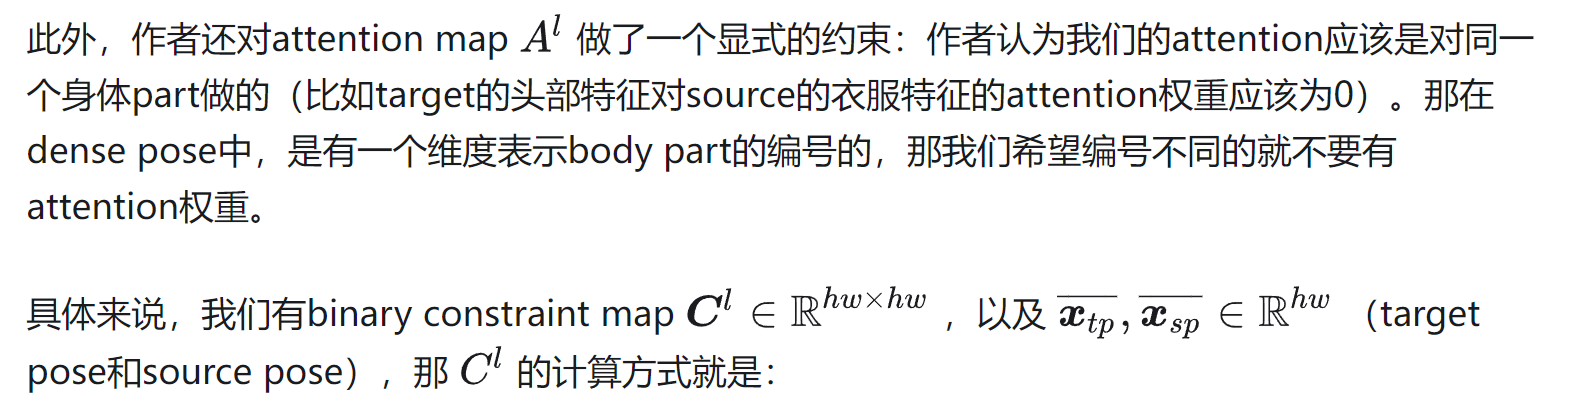 此外，作者还对attention map $A^l$ 做了一个显式的约束：作者认为我们的attention应该是对同一
个身体part做的（比如target的头部特征对source的衣服特征的attention权重应该为0）。那在
dense pose中，是有一个维度表示body part的编号的，那我们希望编号不同的就不要有
attention权重。
具体来说，我们有binary constraint map $\boldsymbol{C}^l \in \mathbb{R}^{hw \times hw}$ ，以及 $\overline{\boldsymbol{x}_{tp}}, \overline{\boldsymbol{x}_{sp}} \in \mathbb{R}^{hw}$ （target
pose和source pose），那 $C^l$ 的计算方式就是：